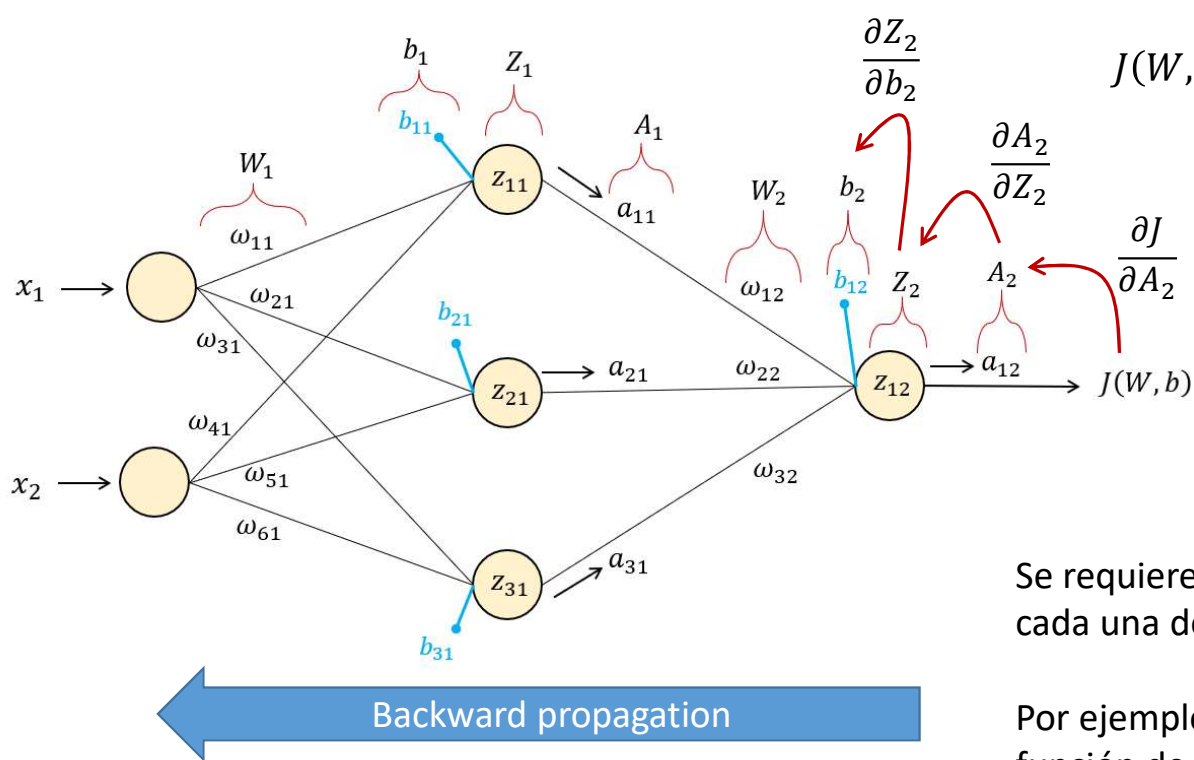 ∂Z₂/∂b₂
J(W,
b₁
Z₁
∂A₂/∂Z₂
b₁₁
A₁
W₁
z₁₁
W₂
b₂
a₁₁
∂J/∂A₂
ω₁₁
b₁₂
Z₂
A₂
x₁
ω₂₁
ω₁₂
b₂₁
ω₃₁
a₂₁
ω₂₂
a₁₂
z₂₁
z₁₂
J(W, b)
ω₄₁
x₂
ω₅₁
ω₃₂
ω₆₁
a₃₁
z₃₁
b₃₁
Se requiere
cada una de
Backward propagation
Por ejemplo